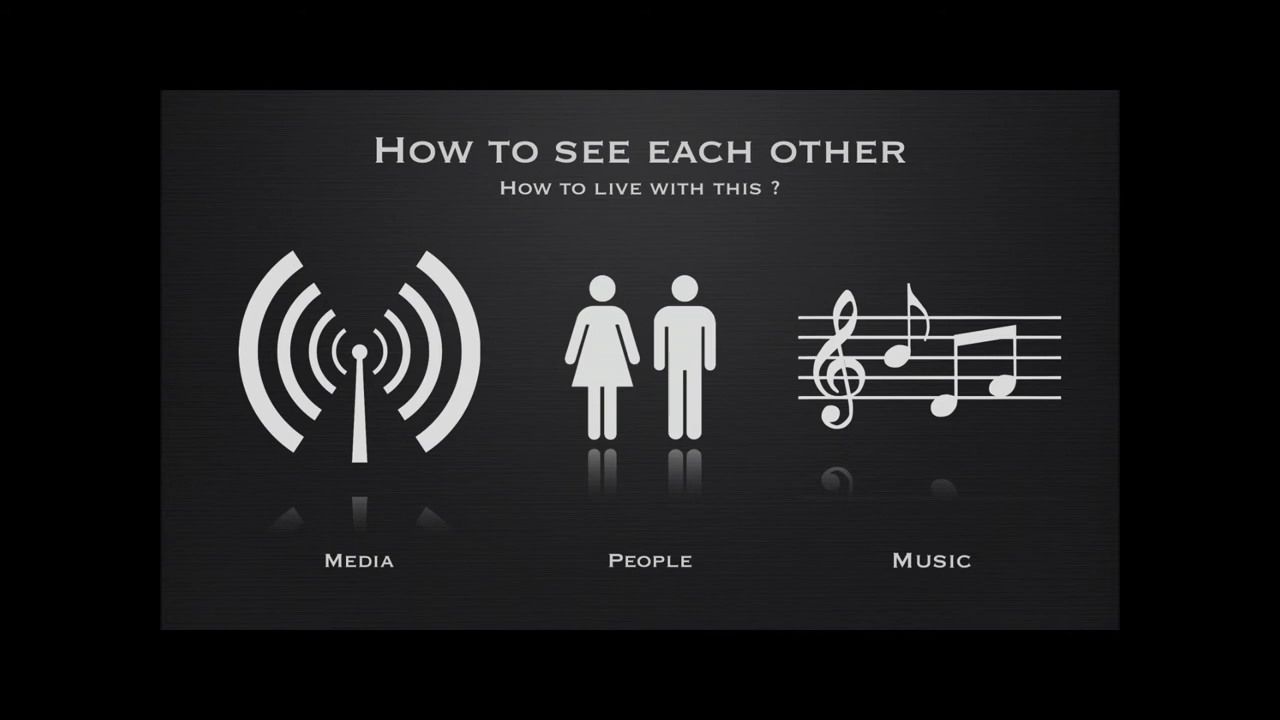 How to see each other
How to live with this ?
Media
People
Music